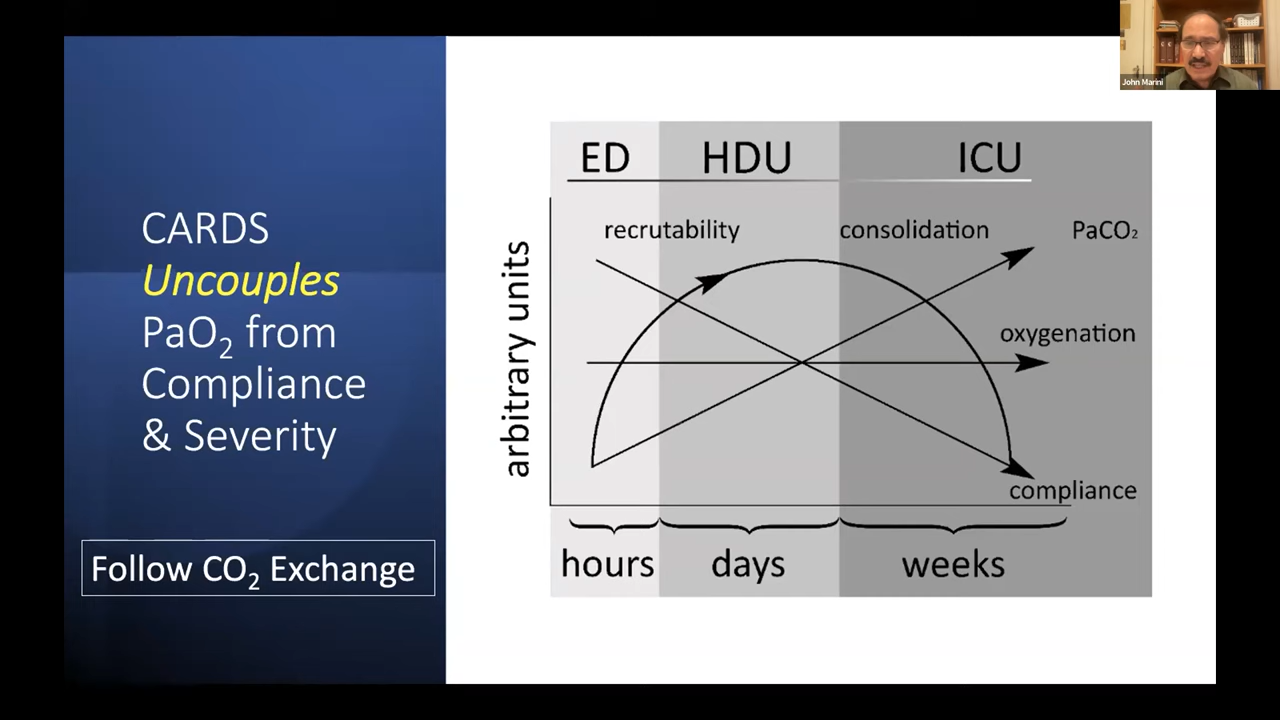 John Marini
CARDS
Uncouples
PaO₂ from
Compliance
& Severity
Follow CO₂ Exchange
ED
HDU
ICU
recrutability
consolidation
PaCO₂
oxygenation
compliance
arbitrary units
hours
days
weeks